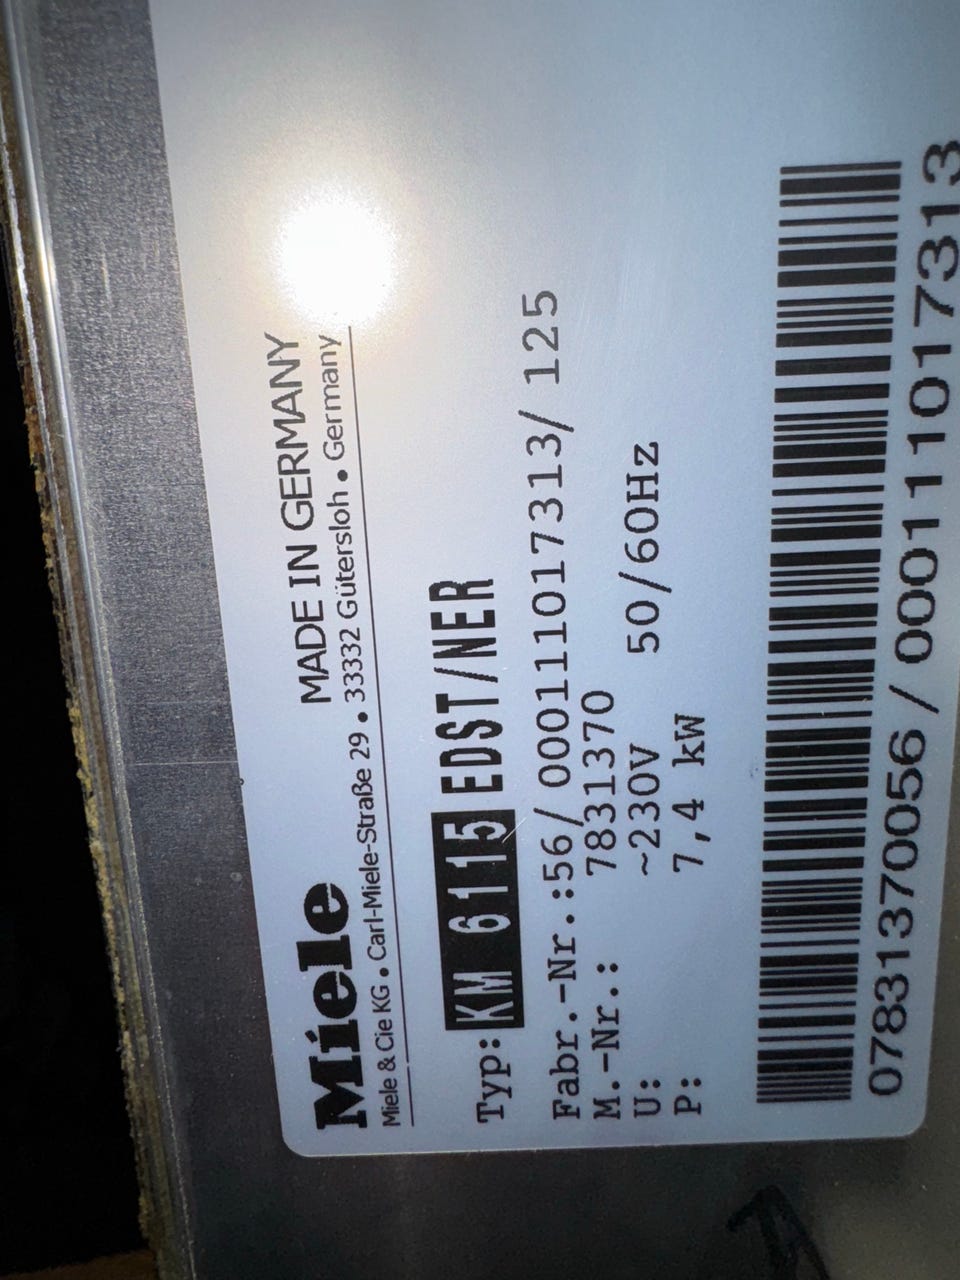 Miele
MADE IN GERMANY
Miele & Cie KG • Carl-Miele-Straße 29 • 33332 Gütersloh • Germany
Typ: KM 6115 EDST/NER
Fabr.-Nr.:56/000111017313/ 125
M.-Nr.: 7831370
U: ~230V 50/60Hz
P: 7,4 kW
07831370056 / 000111017313